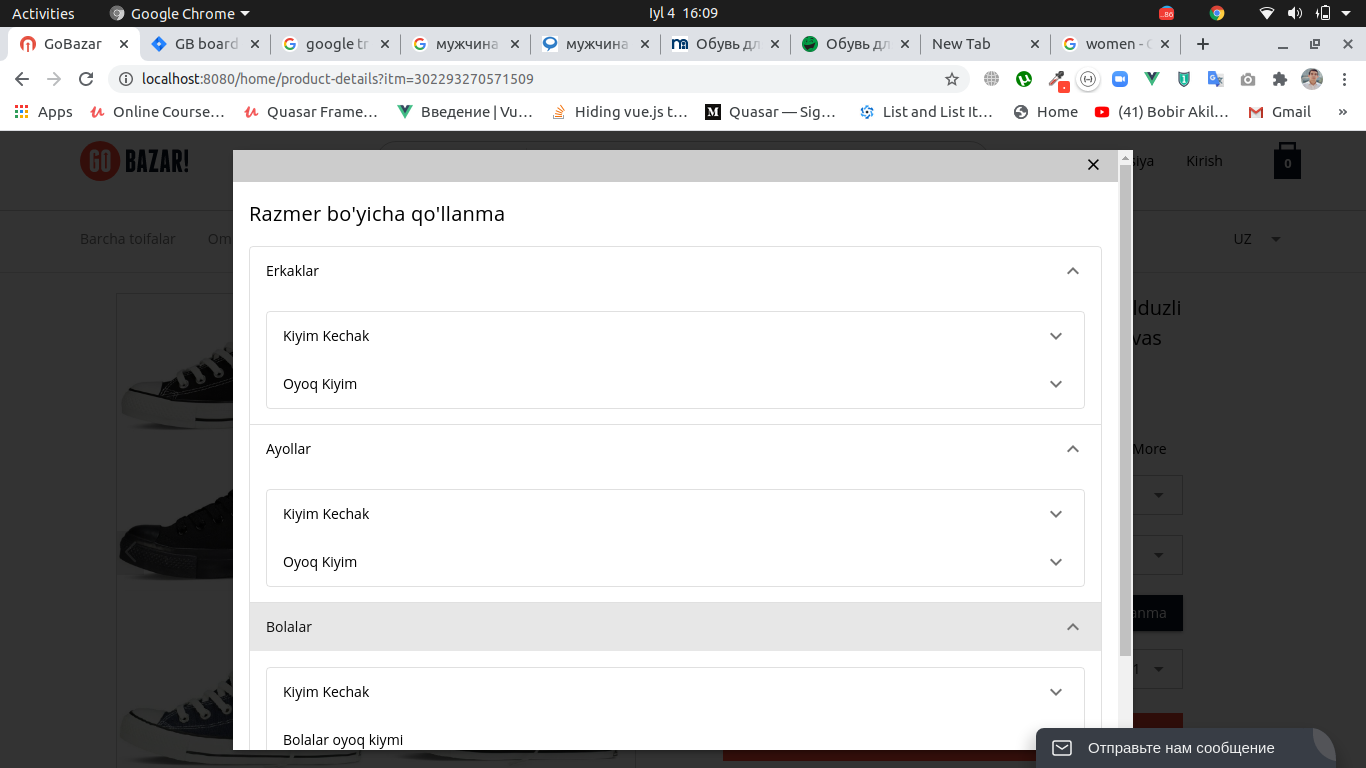 Activities Google Chrome Iyl 4 16:09
GoBazar GB board google tr мужчина мужчина Обувь дл Обувь дл New Tab women - G
localhost:8080/home/product-details?itm=302293270571509
Apps Online Course… Quasar Frame… Введение | Vu… Hiding vue.js t… Quasar — Sig… List and List It… Home (41) Bobir Akil… Gmail »
GO BAZAR! siya Kirish 0
Barcha toifalar Om UZ
Razmer bo'yicha qo'llanma
Erkaklar
Kiyim Kechak
Oyoq Kiyim
Ayollar
Kiyim Kechak
Oyoq Kiyim
Bolalar
Kiyim Kechak
Bolalar oyoq kiymi
lduzli
vas
More
anma
1
Отправьте нам сообщение